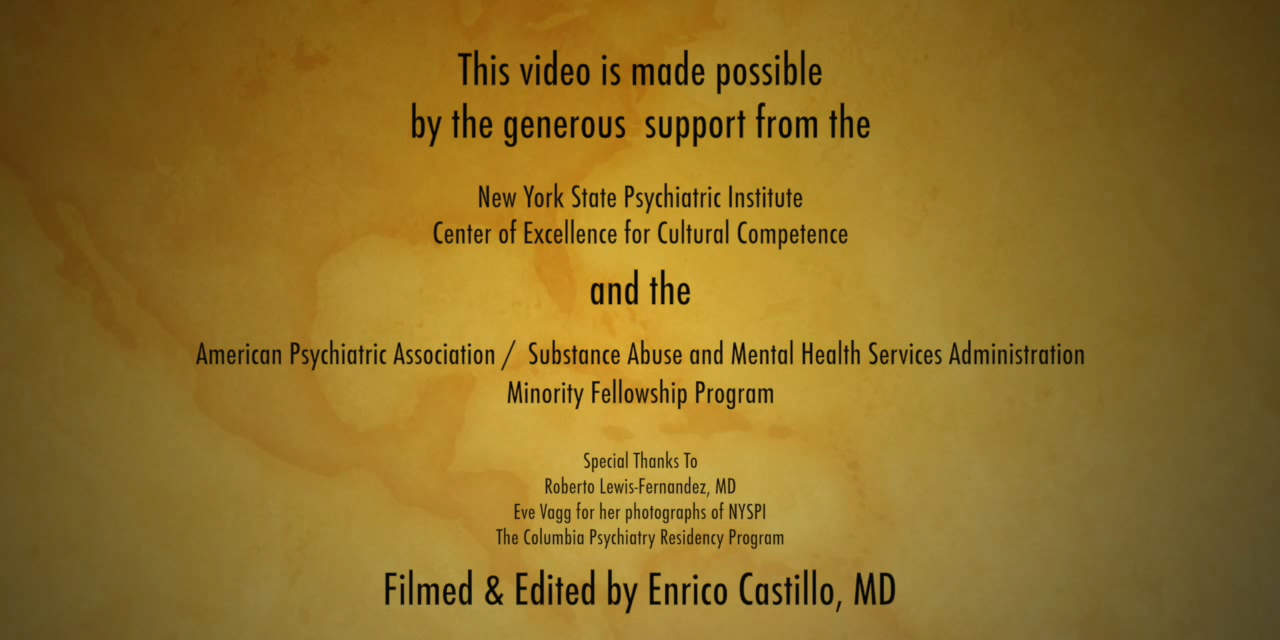 This video is made possible
by the generous support from the
New York State Psychiatric Institute
Center of Excellence for Cultural Competence
and the
American Psychiatric Association / Substance Abuse and Mental Health Services Administration
Minority Fellowship Program
Special Thanks To
Roberto Lewis-Fernandez, MD
Eve Vagg for her photographs of NYSPI
The Columbia Psychiatry Residency Program
Filmed & Edited by Enrico Castillo, MD